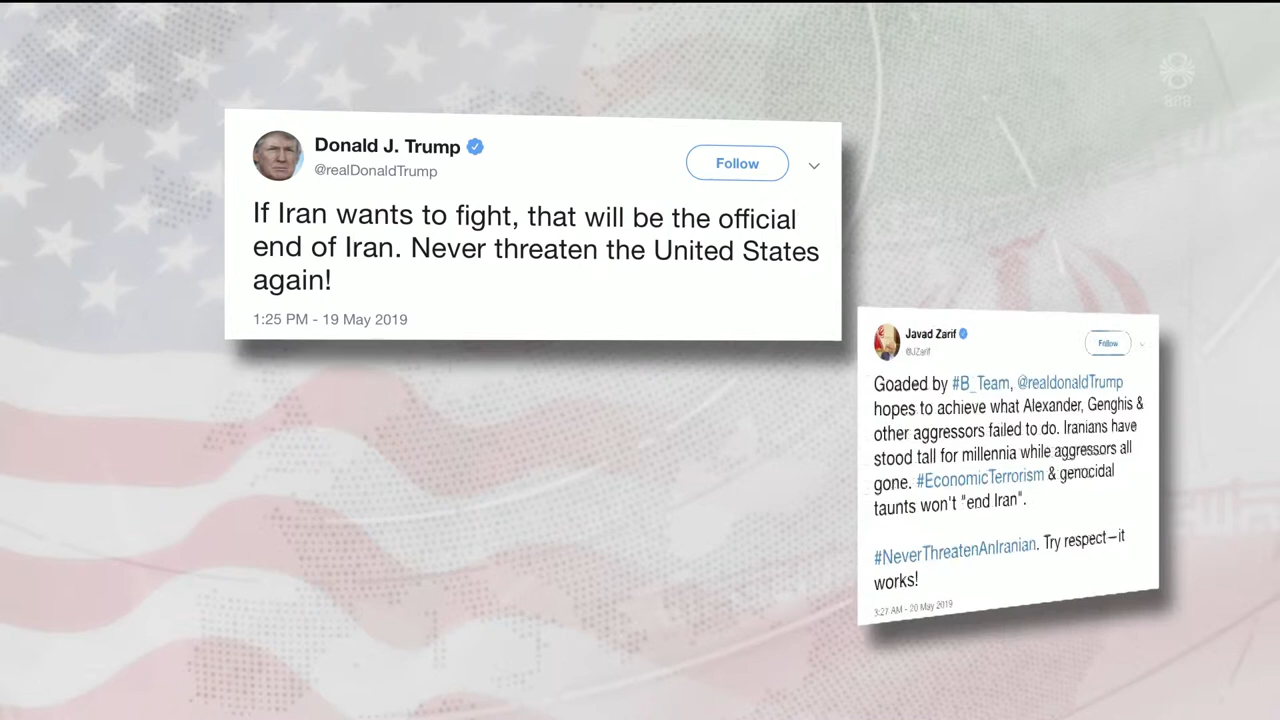 8
888
Donald J. Trump
Follow
@realDonaldTrump
If Iran wants to fight, that will be the official
end of Iran. Never threaten the United States
again!
1:25 PM - 19 May 2019
Javad Zarif
Follow
@JZarif
Goaded by #B_Team, @realdonaldTrump
hopes to achieve what Alexander, Genghis &
other aggressors failed to do. Iranians have
stood tall for millennia while aggressors all
gone. #EconomicTerrorism & genocidal
taunts won't "end Iran".
#NeverThreatenAnIranian. Try respect—it
works!
3:27 AM - 20 May 2019